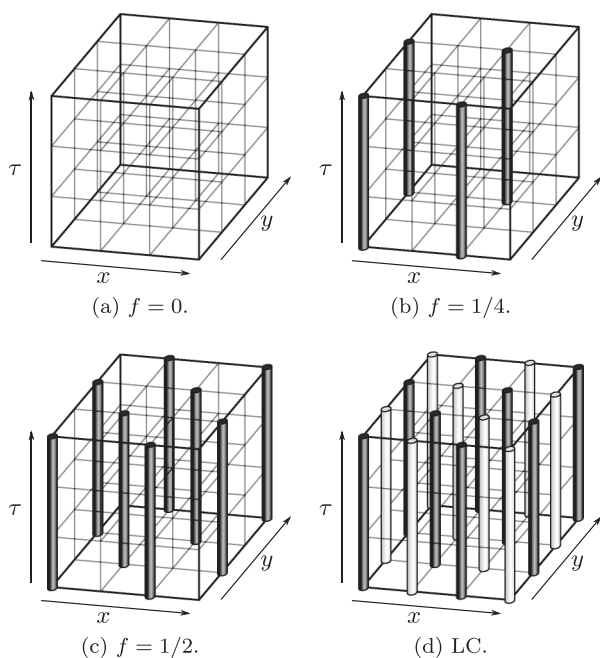 τ
y
x
(a) f = 0.
τ
y
x
(b) f = 1/4.
τ
y
x
(c) f = 1/2.
τ
y
x
(d) LC.